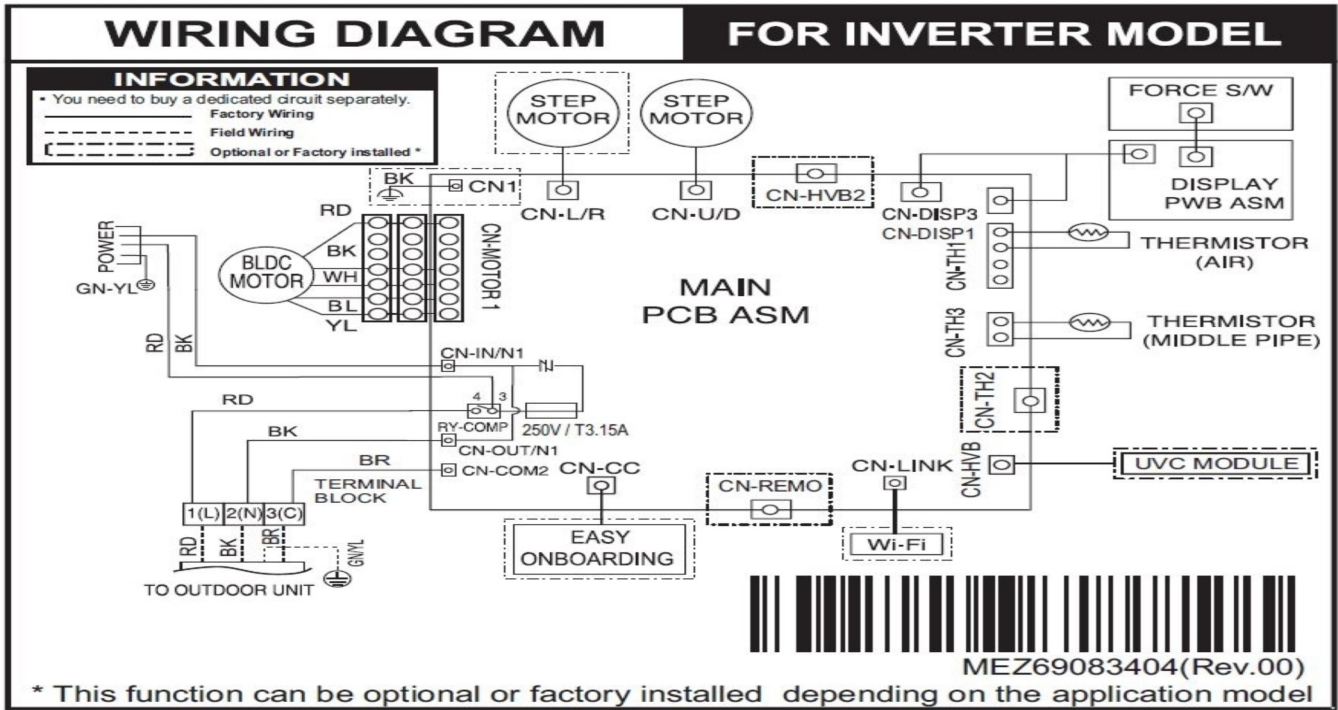 WIRING DIAGRAM
FOR INVERTER MODEL
INFORMATION
• You need to buy a dedicated circuit separately.
Factory Wiring
Field Wiring
Optional or Factory installed *
STEP
MOTOR
STEP
MOTOR
FORCE S/W
DISPLAY
PWB ASM
BK
CN1
CN-L/R
CN-U/D
CN-HVB2
CN-DISP3
CN-DISP1
CN-TH1
THERMISTOR
(AIR)
RD
BK
WH
BL
YL
BLDC
MOTOR
CN-MOTOR 1
POWER
GN-YL
RD
BK
MAIN
PCB ASM
CN-TH3
THERMISTOR
(MIDDLE PIPE)
CN-IN/N1
4 3
RY-COMP
250V / T3.15A
RD
BK
CN-OUT/N1
BR
CN-COM2
CN-TH2
CN-CC
CN-REMO
CN-LINK
CN-HVB
UVC MODULE
TERMINAL
BLOCK
1(L) 2(N) 3(C)
RD
BK
BR
GN/YL
TO OUTDOOR UNIT
EASY
ONBOARDING
Wi-Fi
MEZ69083404(Rev.00)
* This function can be optional or factory installed depending on the application model